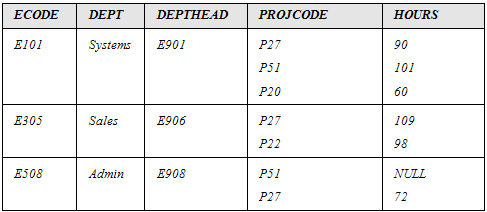 ECODE DEPT DEPTHEAD PROJCODE HOURS
E101 Systems E901 P27 90
P51 101
P20 60
E305 Sales E906 P27 109
P22 98
E508 Admin E908 P51 NULL
P27 72